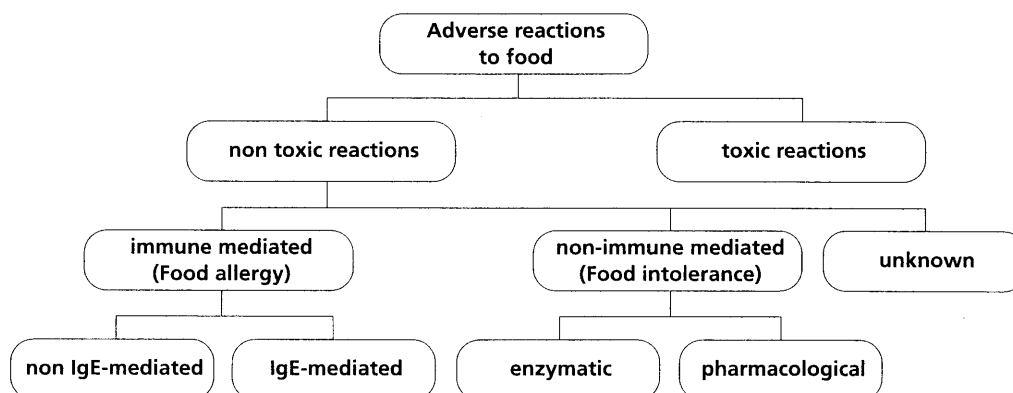 Adverse reactions
to food
non toxic reactions
toxic reactions
immune mediated
(Food allergy)
non-immune mediated
(Food intolerance)
unknown
non IgE-mediated
IgE-mediated
enzymatic
pharmacological